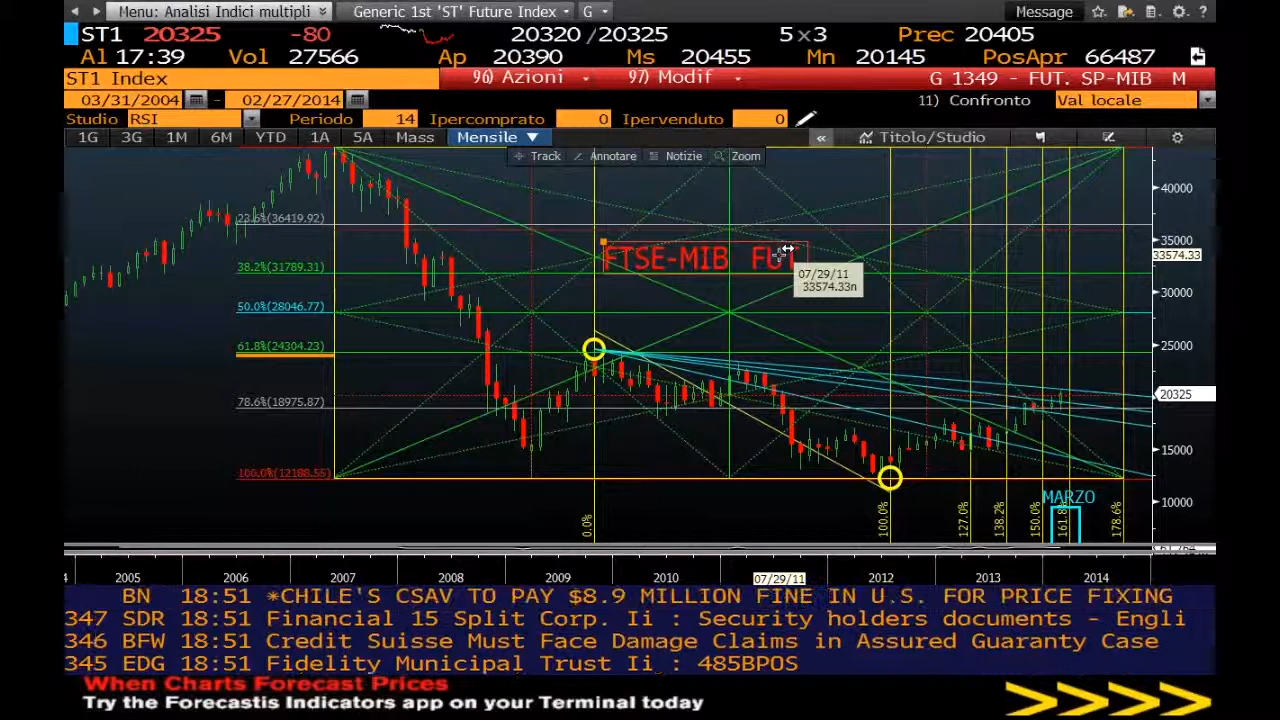 Menu: Analisi Indici multipli Generic 1st 'ST' Future Index G Message ?
ST1 20325 -80 20320 /20325 5x3 Prec 20405
Al 17:39 Vol 27566 Ap 20390 Ms 20455 Mn 20145 PosApr 66487
ST1 Index 96) Azioni 97) Modif G 1349 - FUT. SP-MIB M
03/31/2004 - 02/27/2014 11) Confronto Val locale
Studio RSI Periodo 14 Ipercomprato 0 Ipervenduto 0
1G 3G 1M 6M YTD 1A 5A Mass Mensile ▼ « Titolo/Studio
Track Annotare Notizie Zoom
40000
23.6%(36419.92)
35000
FTSE-MIB FUT
33574.33
38.2%(31789.31)
07/29/11
33574.33n
30000
50.0%(28046.77)
61.8%(24304.23)
25000
20325
78.6%(18975.87)
15000
100.0%(12188.55)
MARZO
10000
0.0% 100.0% 127.0% 138.2% 150.0% 161.8% 178.6%
4 2005 2006 2007 2008 2009 2010 07/29/11 2012 2013 2014
BN 18:51 *CHILE'S CSAV TO PAY $8.9 MILLION FINE IN U.S. FOR PRICE FIXING
347 SDR 18:51 Financial 15 Split Corp. Ii : Security holders documents - Engli
346 BFW 18:51 Credit Suisse Must Face Damage Claims in Assured Guaranty Case
345 EDG 18:51 Fidelity Municipal Trust Ii : 485BPOS
When Charts Forecast Prices
Try the Forecastis Indicators app on your Terminal today